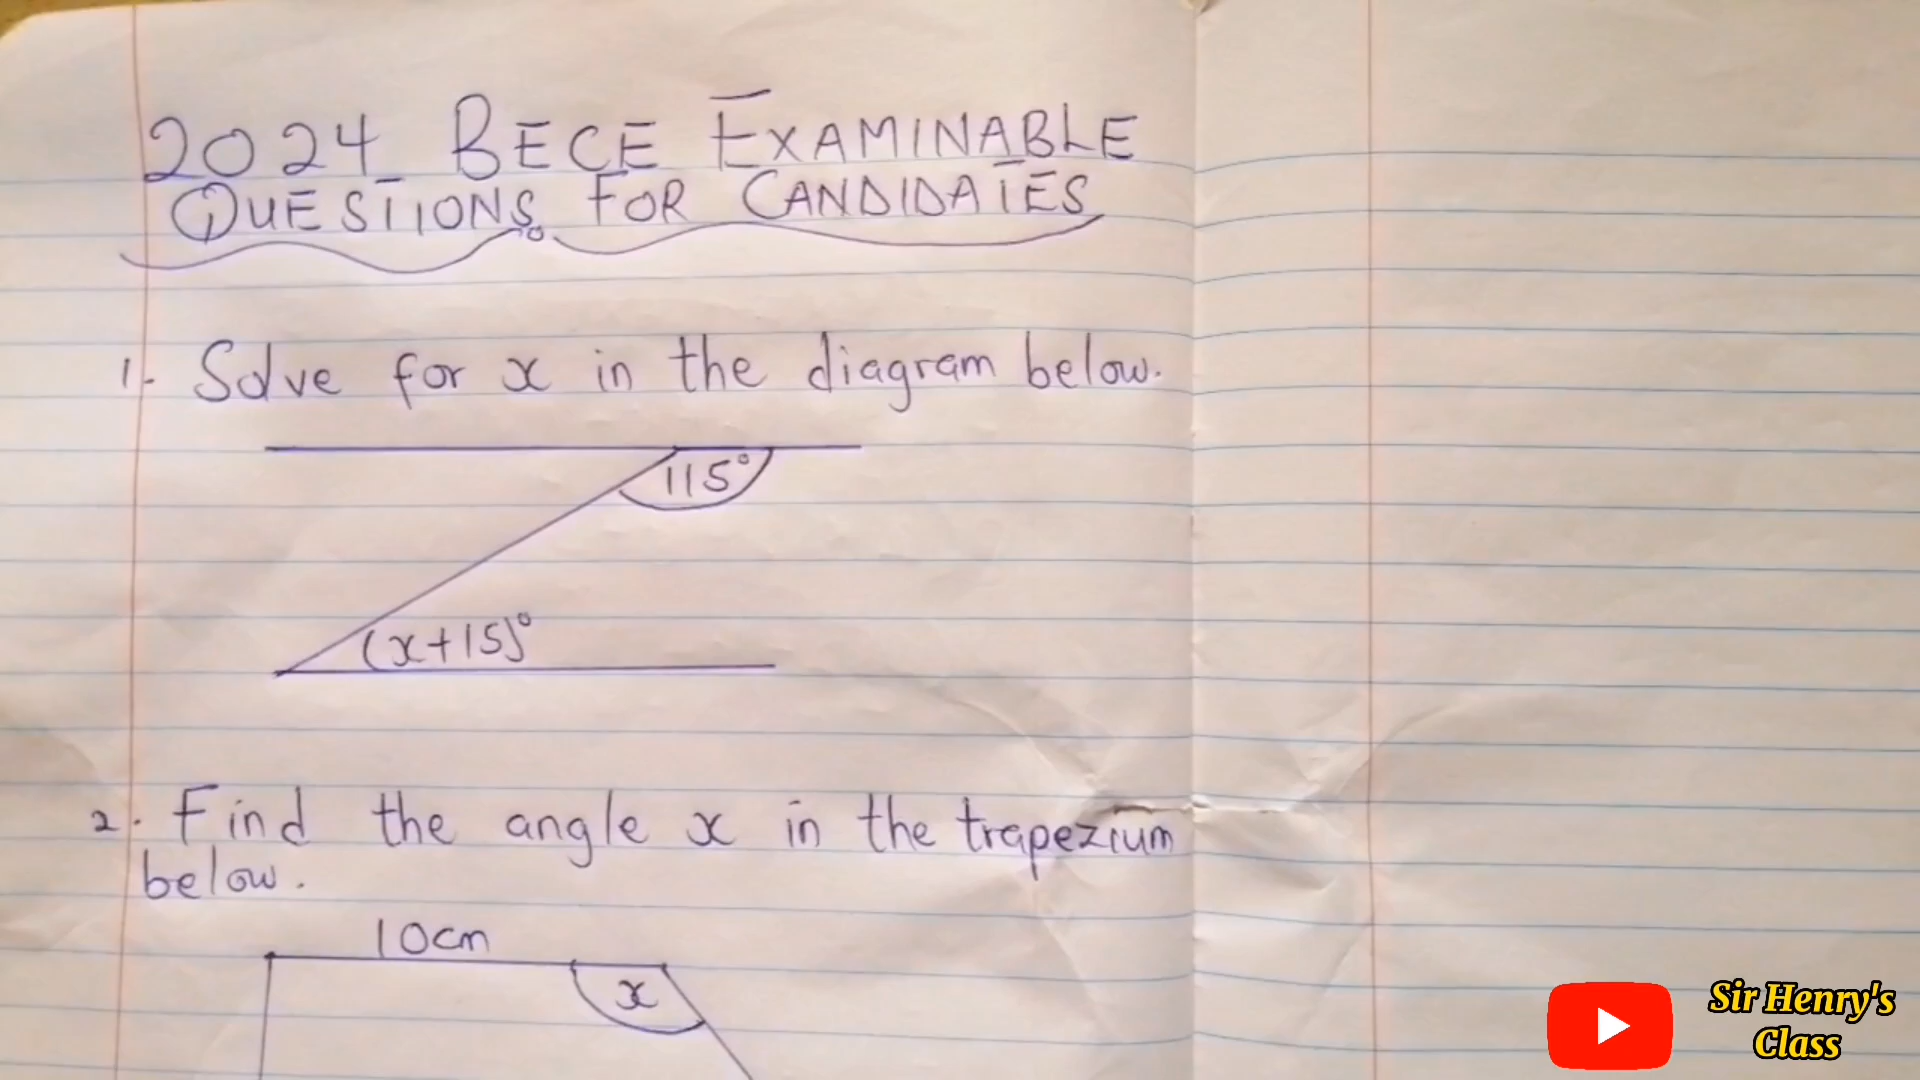 2024 BECE EXAMINABLE
QUESTIONS FOR CANDIDATES
1. Solve for x in the diagram below.
115°
(x+15)°
2. Find the angle x in the trapezium
below.
10cm
x
Sir Henry's
Class